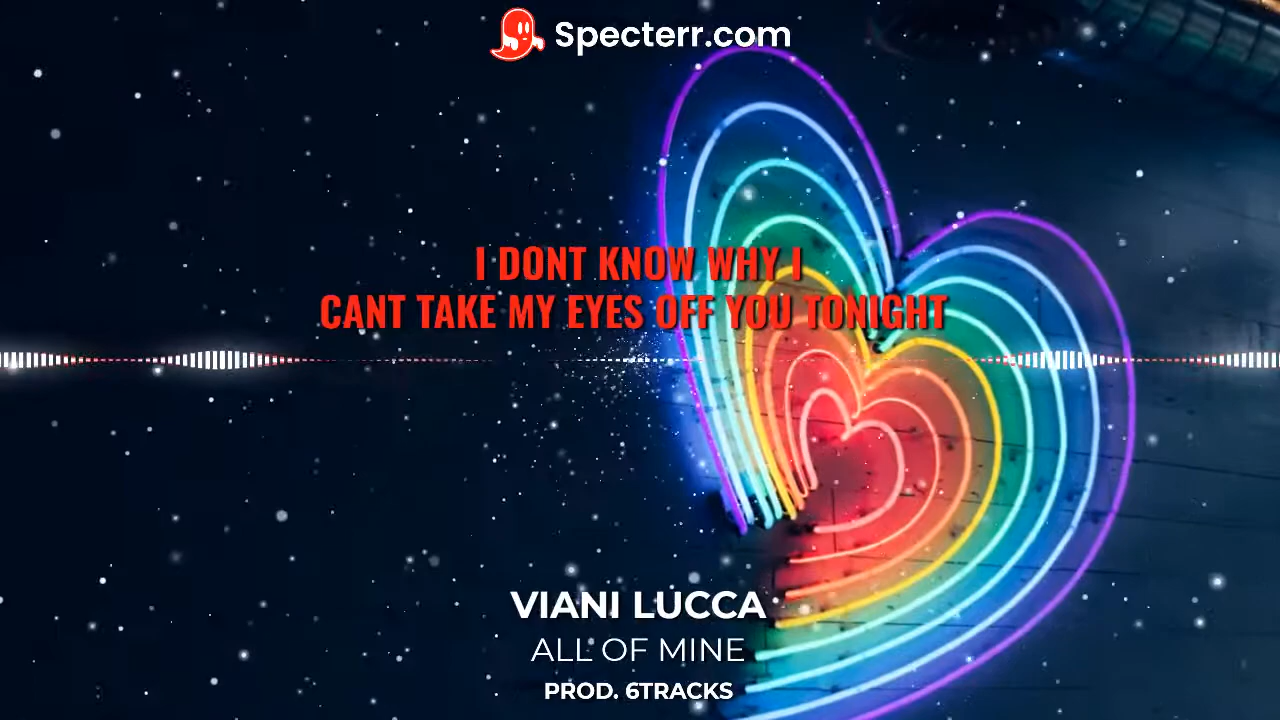 Specterr.com
I DONT KNOW WHY I
CANT TAKE MY EYES OFF YOU TONIGHT
VIANI LUCCA
ALL OF MINE
PROD. 6TRACKS